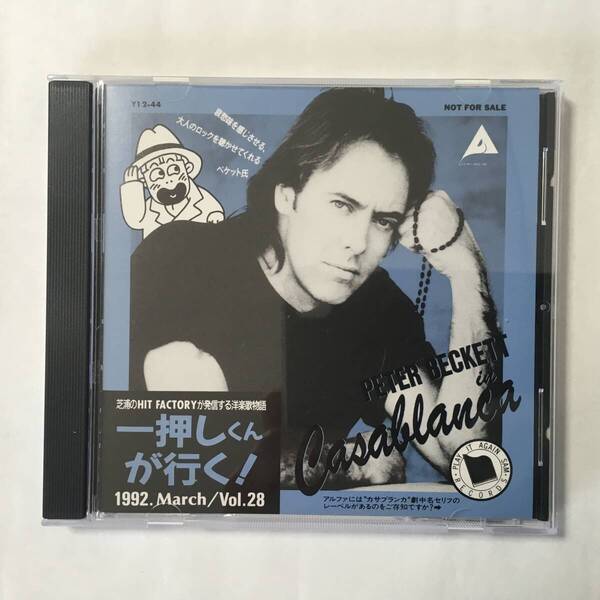 Y12-44
NOT FOR SALE
哀愁味を感じさせる、
大人のロックを聴かせてくれる
ベケット氏
PETER BECKETT
in
Casablanca
芝浦のHIT FACTORYが発信する洋楽歌物語
一押しくん
が行く!
1992. March/Vol.28
PLAY IT AGAIN SAM
RECORDS
アルファには"カサブランカ"劇中名セリフの
レーベルがあるのをご存知ですか?➡